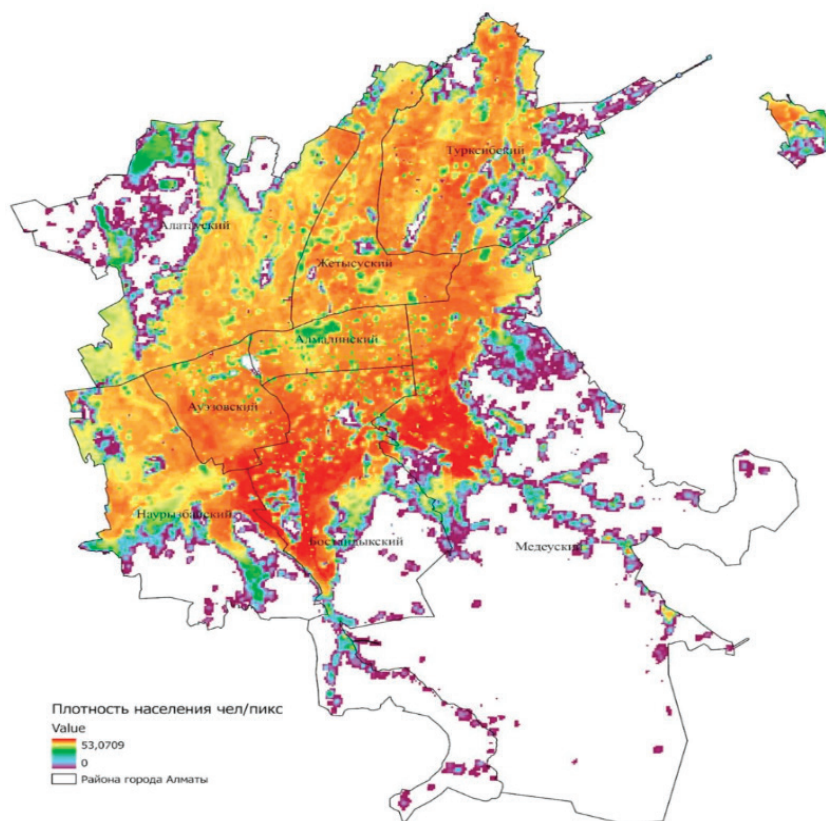 Турксибский
Алатауский
Жетысуский
Алмалинский
Ауэзовский
Наурызбайский
Бостандыкский
Медеуский
Плотность населения чел/пикс
Value
53,0709
0
Района города Алматы